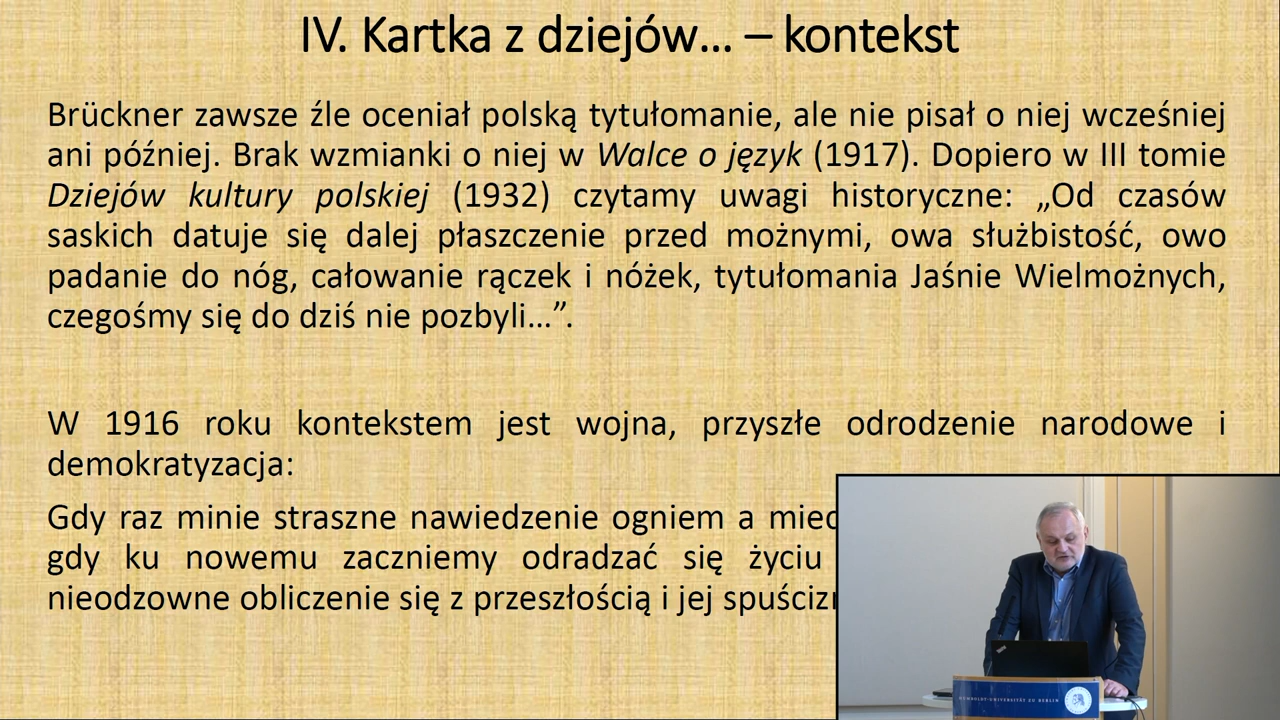 IV. Kartka z dziejów... – kontekst
Brückner zawsze źle oceniał polską tytułomanie, ale nie pisał o niej wcześniej
ani później. Brak wzmianki o niej w Walce o język (1917). Dopiero w III tomie
Dziejów kultury polskiej (1932) czytamy uwagi historyczne: „Od czasów
saskich datuje się dalej płaszczenie przed możnymi, owa służbistość, owo
padanie do nóg, całowanie rączek i nóżek, tytułomania Jaśnie Wielmożnych,
czegośmy się do dziś nie pozbyli...”.
W 1916 roku kontekstem jest wojna, przyszłe odrodzenie narodowe i
demokratyzacja:
Gdy raz minie straszne nawiedzenie ogniem a
gdy ku nowemu zaczniemy odradzać się życiu
nieodzowne obliczenie się z przeszłością i jej
HUMBOLDT-UNIVERSITÄT ZU BERLIN